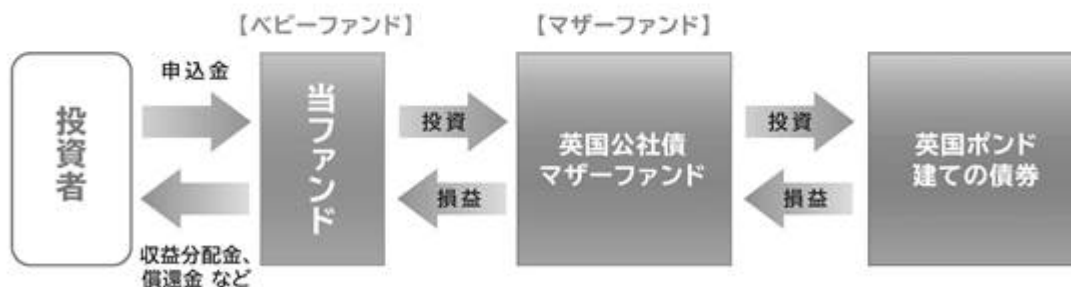 【ベビーファンド】
【マザーファンド】
投資者
申込金
収益分配金、
償還金 など
当ファンド
投資
損益
英国公社債
マザーファンド
投資
損益
英国ポンド
建ての債券